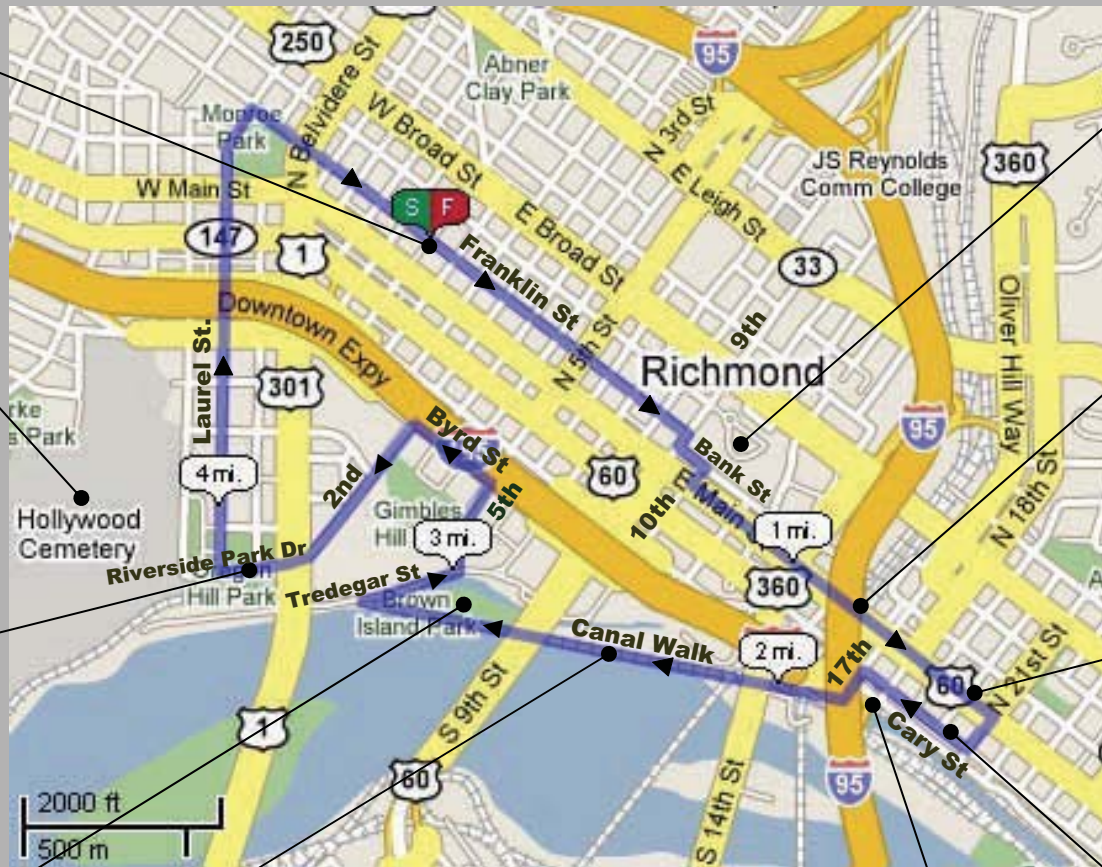 250
95
Abner
Clay Park
N Belvidere St
Monroe
Park
W Broad St
N 3rd St
JS Reynolds
Comm College
360
W Main St
S F
E Leigh St
E Broad St
147
1
Franklin St
33
Oliver Hill Way
Downtown Expy
N 5th St
9th
Richmond
Laurel St.
301
95
Byrd St
Bank St
60
E Main
10th
N 18th St
4 mi.
2nd
5th
Gimbles
Hill
Hollywood
Cemetery
3 mi.
1 mi.
Riverside Park Dr
Hill Park
Tredegar St
360
Brown
Island Park
Canal Walk
2 mi.
17th
60
N 21st St
Cary St
S 9th St
1
60
S 14th St
95
2000 ft
500 m